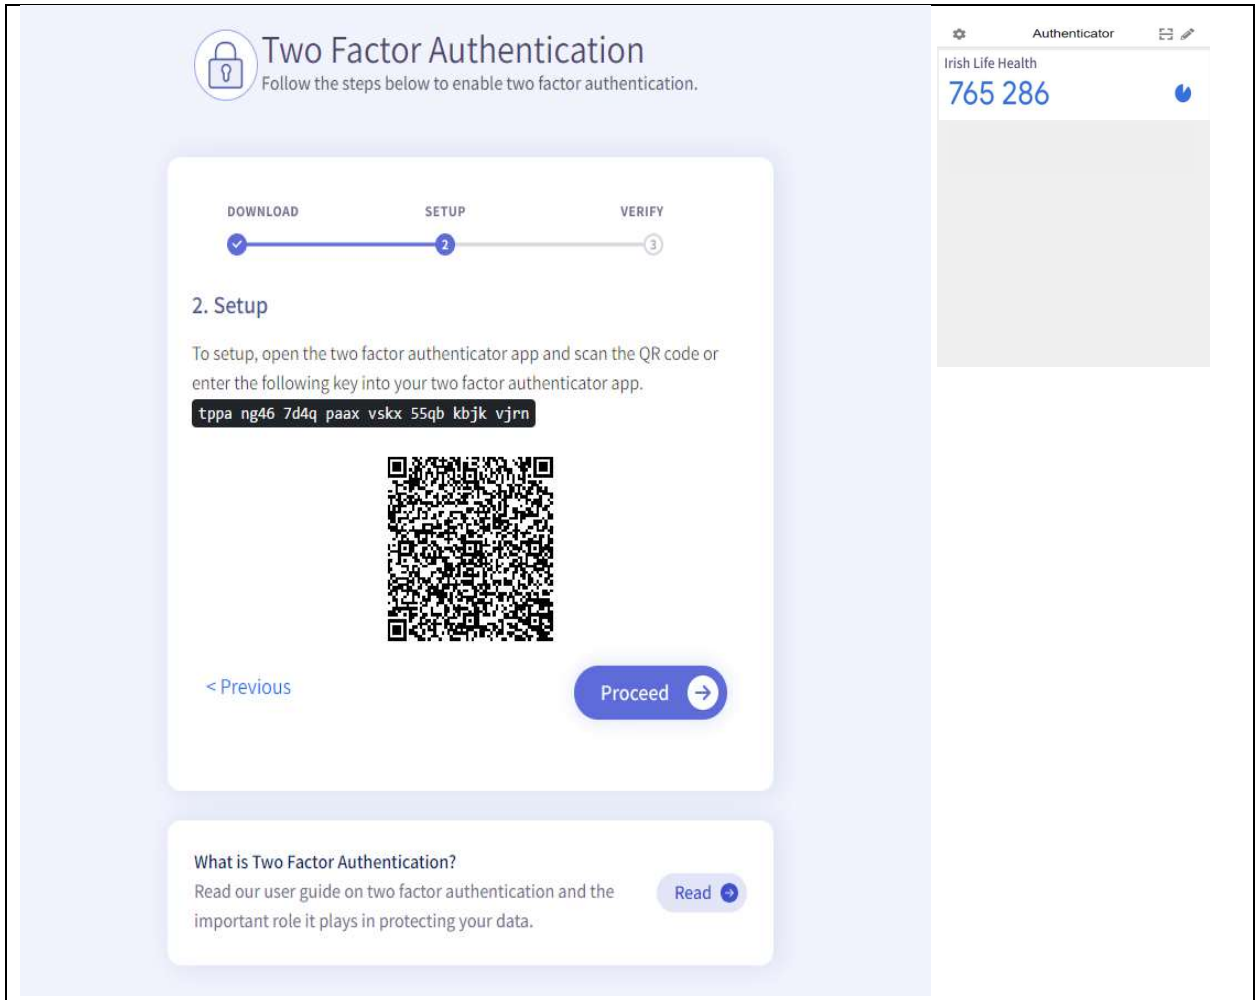 Two Factor Authentication
Follow the steps below to enable two factor authentication.
DOWNLOAD SETUP VERIFY
2 3
2. Setup
To setup, open the two factor authenticator app and scan the QR code or
enter the following key into your two factor authenticator app.
tppa ng46 7d4q paax vskx 55qb kbjk vjrn
< Previous
Proceed
What is Two Factor Authentication?
Read our user guide on two factor authentication and the
important role it plays in protecting your data.
Read
Authenticator
Irish Life Health
765 286